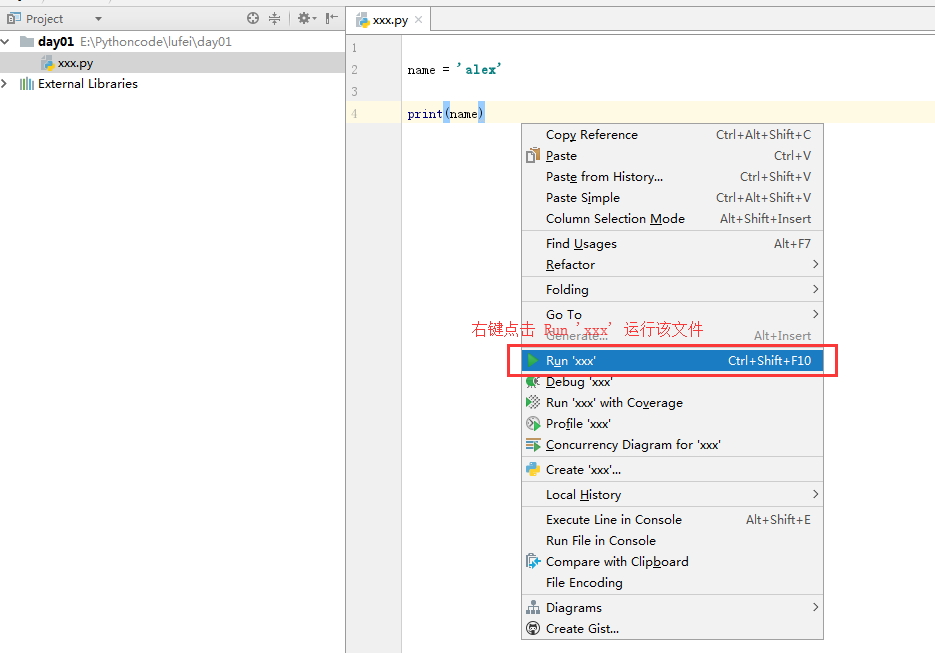 Project
xxx.py
day01 E:\Pythoncode\lufei\day01
xxx.py
External Libraries
1
2 name = 'alex'
3
4 print(name)
Copy Reference Ctrl+Alt+Shift+C
Paste Ctrl+V
Paste from History... Ctrl+Shift+V
Paste Simple Ctrl+Alt+Shift+V
Column Selection Mode Alt+Shift+Insert
Find Usages Alt+F7
Refactor
Folding
Go To
右键点击 Run 'xxx' 运行该文件
Generate... Alt+Insert
Run 'xxx' Ctrl+Shift+F10
Debug 'xxx'
Run 'xxx' with Coverage
Profile 'xxx'
Concurrency Diagram for 'xxx'
Create 'xxx'...
Local History
Execute Line in Console Alt+Shift+E
Run File in Console
Compare with Clipboard
File Encoding
Diagrams
Create Gist...